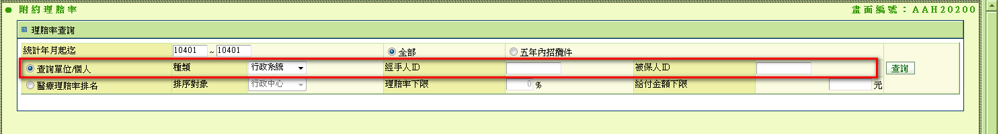 附約理賠率 畫面編號：AAH20200
理賠率查詢
統計年月起迄 10401 ~ 10401 全部 五年內招攬件
查詢單位/個人 種類 行政系統 經手人ID 被保人ID 查詢
醫療理賠率排名 排序對象 行政中心 理賠率下限 0 % 給付金額下限 元